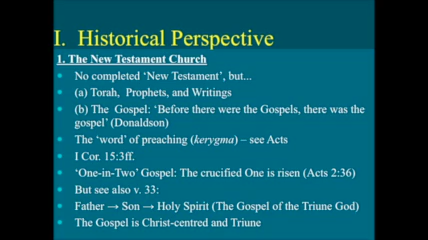 I. Historical Perspective
1. The New Testament Church
No completed ‘New Testament’, but...
(a) Torah, Prophets, and Writings
(b) The Gospel: ‘Before there were the Gospels, there was the
gospel’ (Donaldson)
The ‘word’ of preaching (kerygma) – see Acts
I Cor. 15:3ff.
‘One-in-Two’ Gospel: The crucified One is risen (Acts 2:36)
But see also v. 33:
Father → Son → Holy Spirit (The Gospel of the Triune God)
The Gospel is Christ-centred and Triune